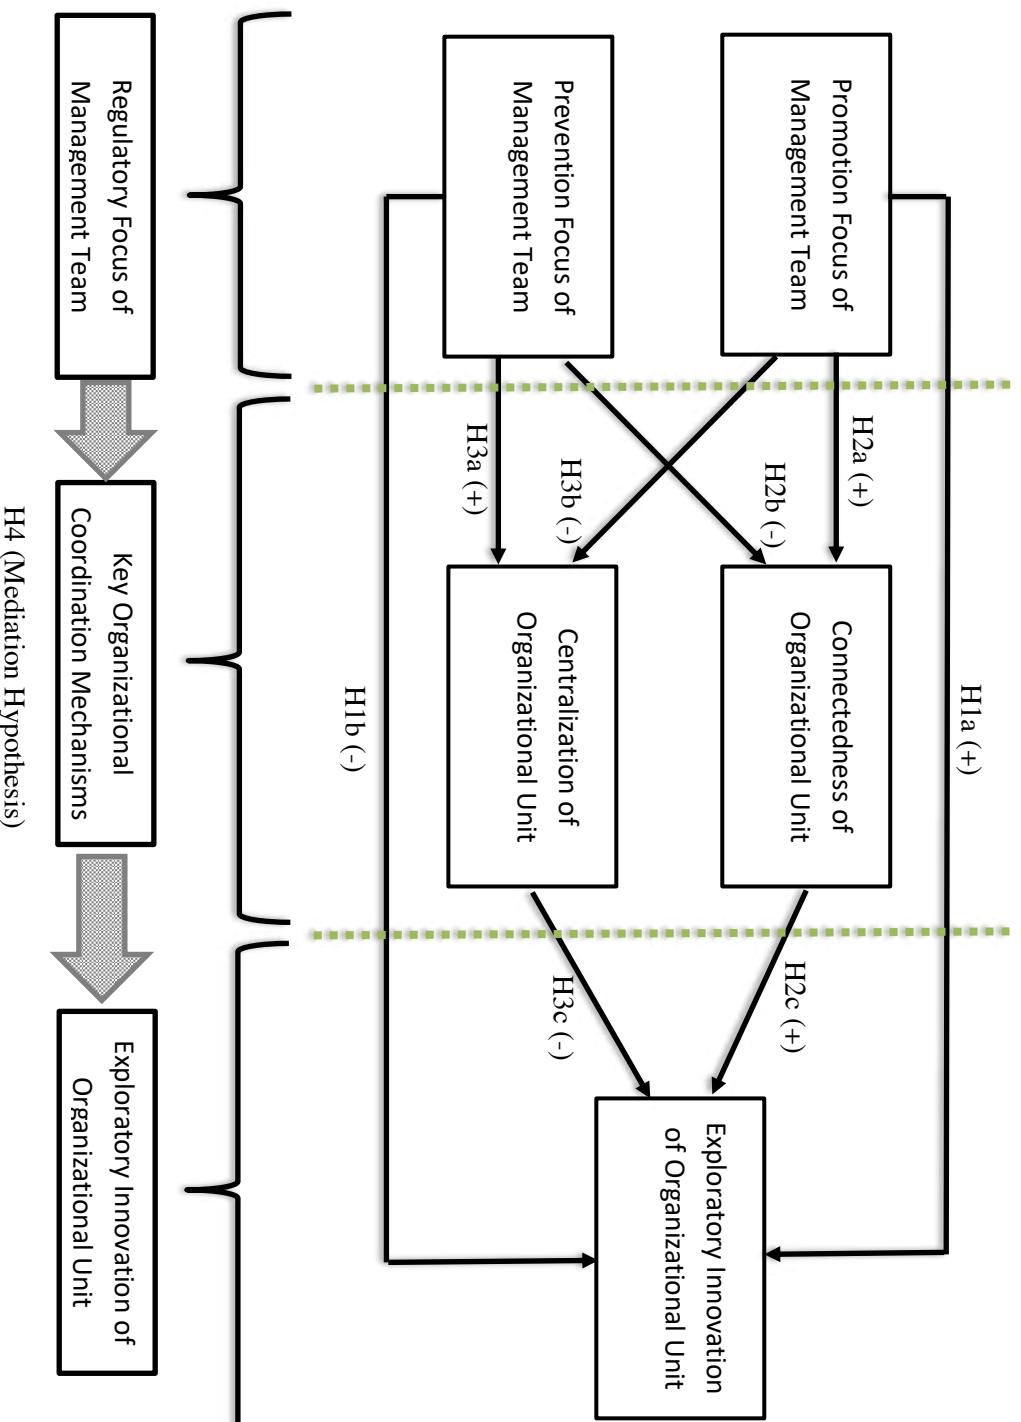 H1a (+)
Promotion Focus of
Management Team
H2a (+)
Connectedness of
Organizational Unit
H2c (+)
H2b (-)
Exploratory Innovation
of Organizational Unit
H3b (-)
Prevention Focus of
Management Team
H3a (+)
Centralization of
Organizational Unit
H3c (-)
H1b (-)
Regulatory Focus of
Management Team
Key Organizational
Coordination Mechanisms
Exploratory Innovation of
Organizational Unit
H4 (Mediation Hypothesis)